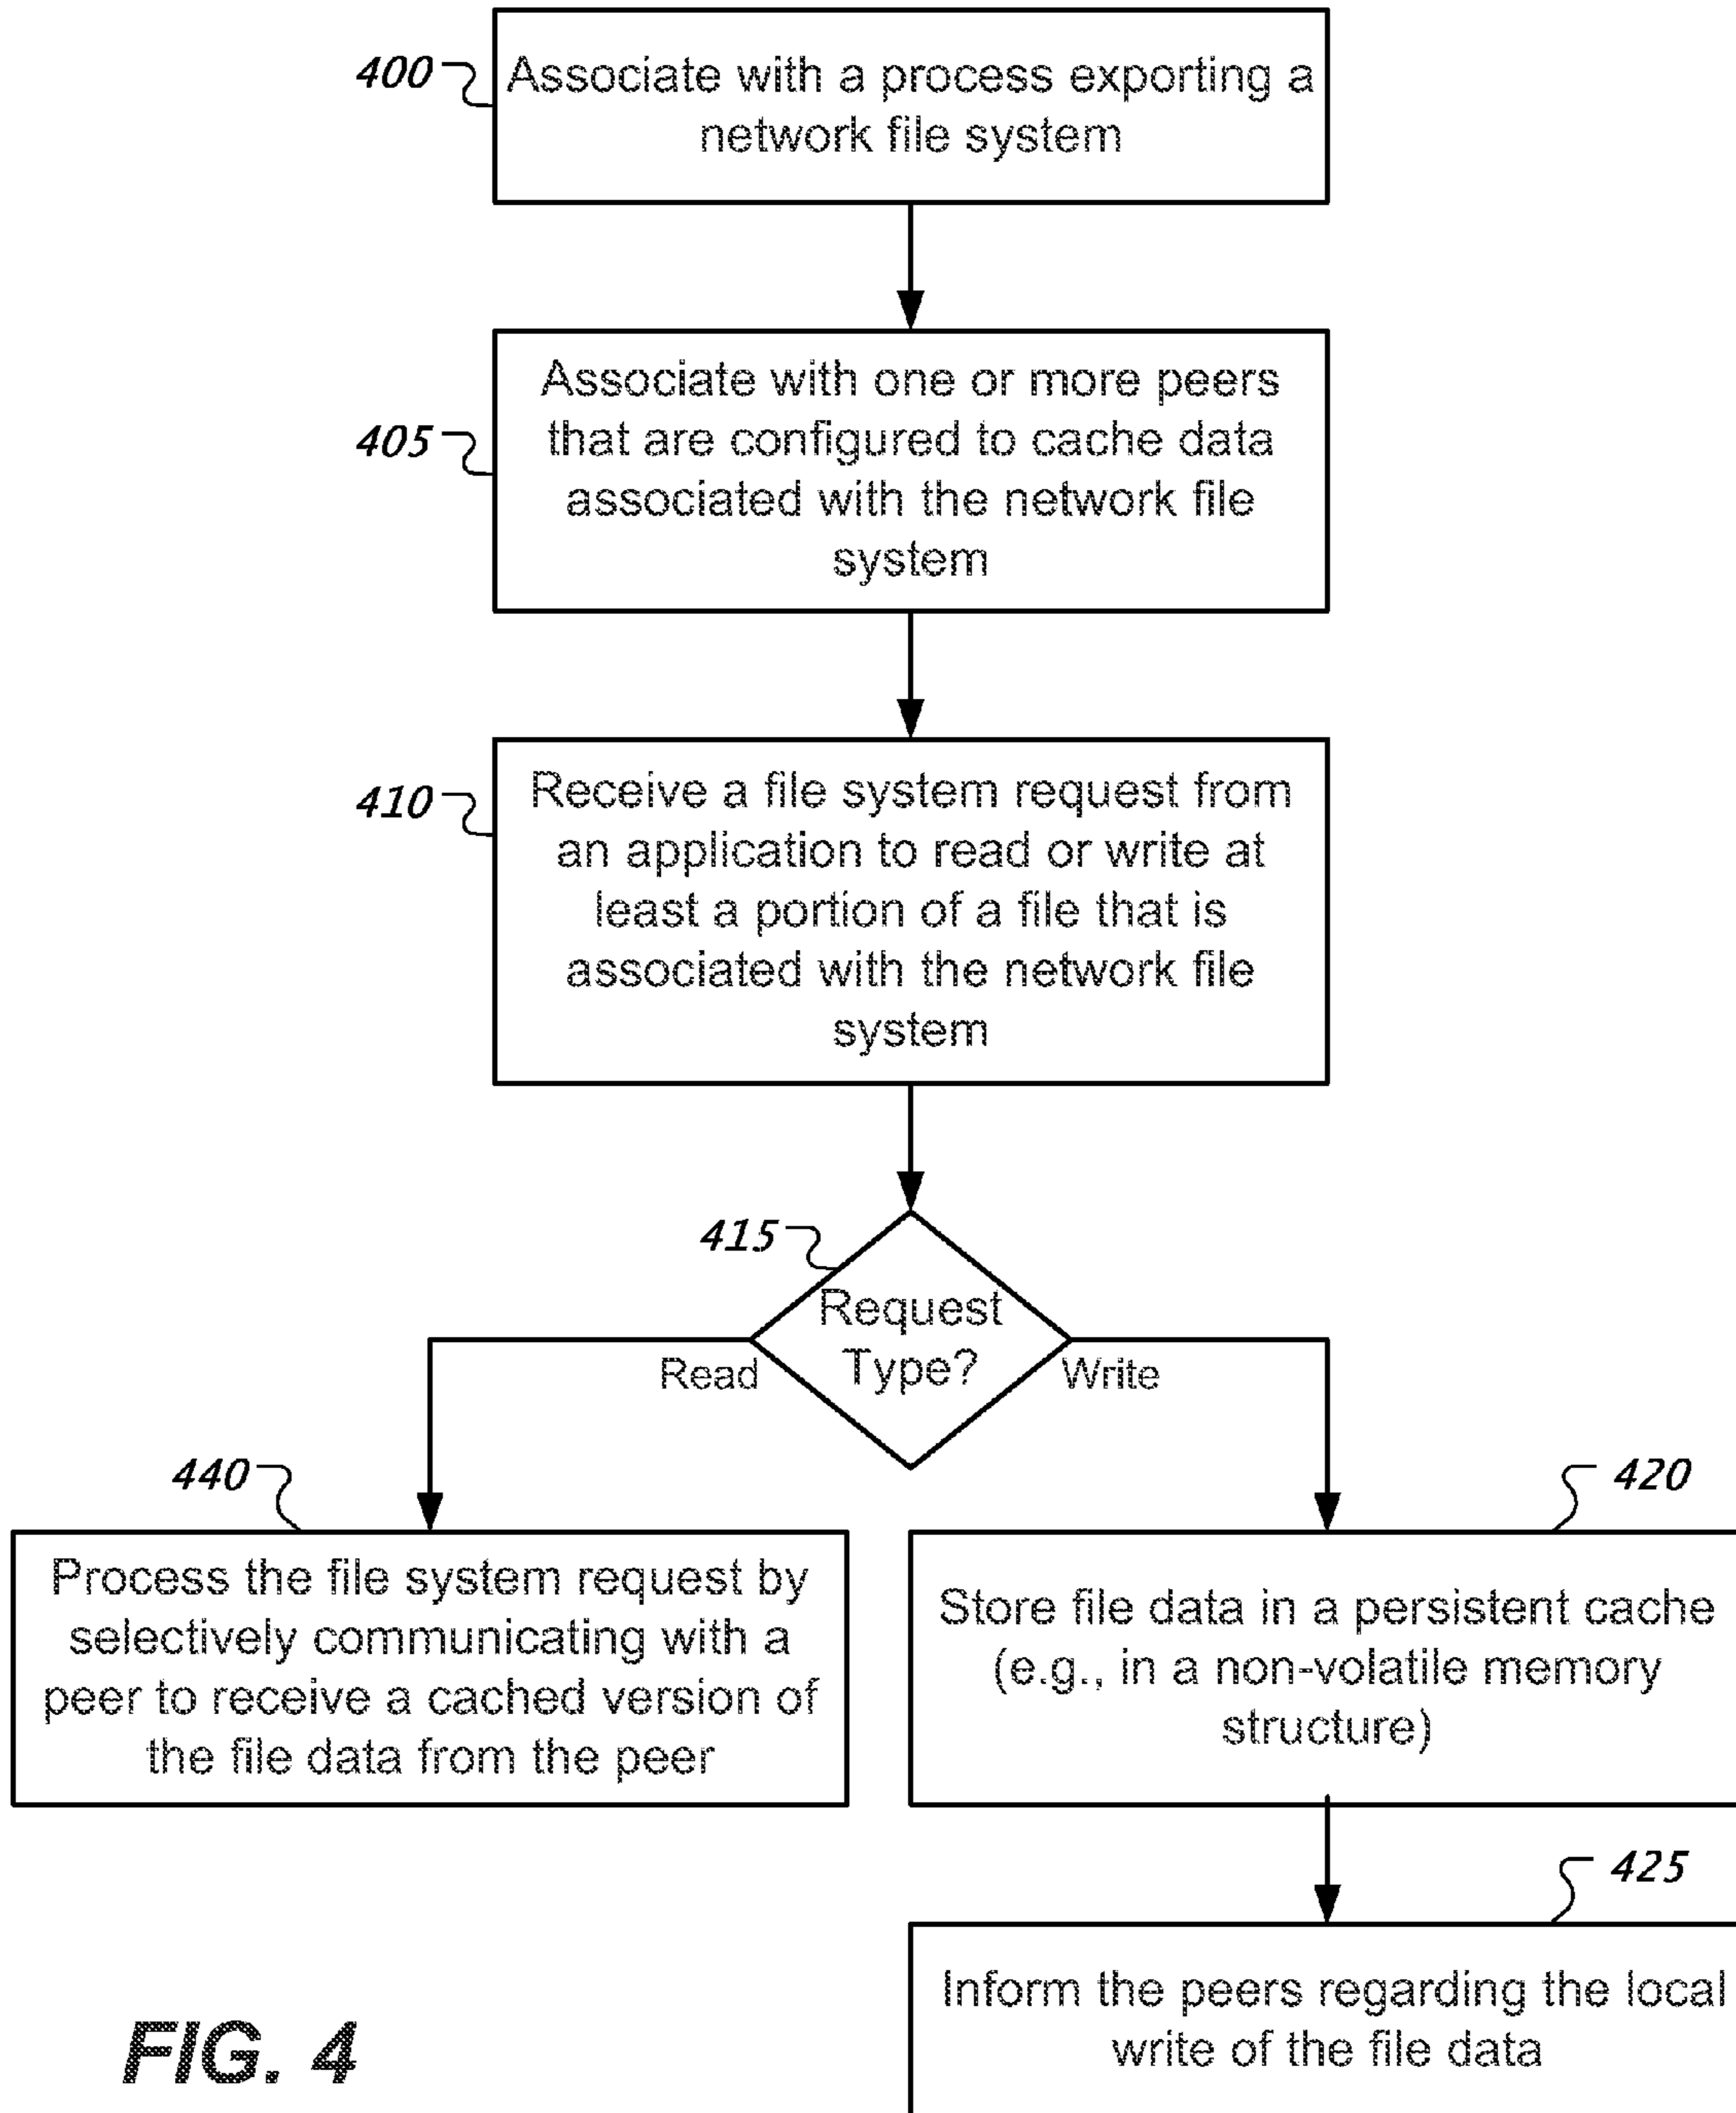 400
Associate with a process exporting a
network file system
405
Associate with one or more peers
that are configured to cache data
associated with the network file
system
410
Receive a file system request from
an application to read or write at
least a portion of a file that is
associated with the network file
system
415
Request
Type?
Read
Write
440
Process the file system request by
selectively communicating with a
peer to receive a cached version of
the file data from the peer
420
Store file data in a persistent cache
(e.g., in a non-volatile memory
structure)
425
Inform the peers regarding the local
write of the file data
FIG. 4